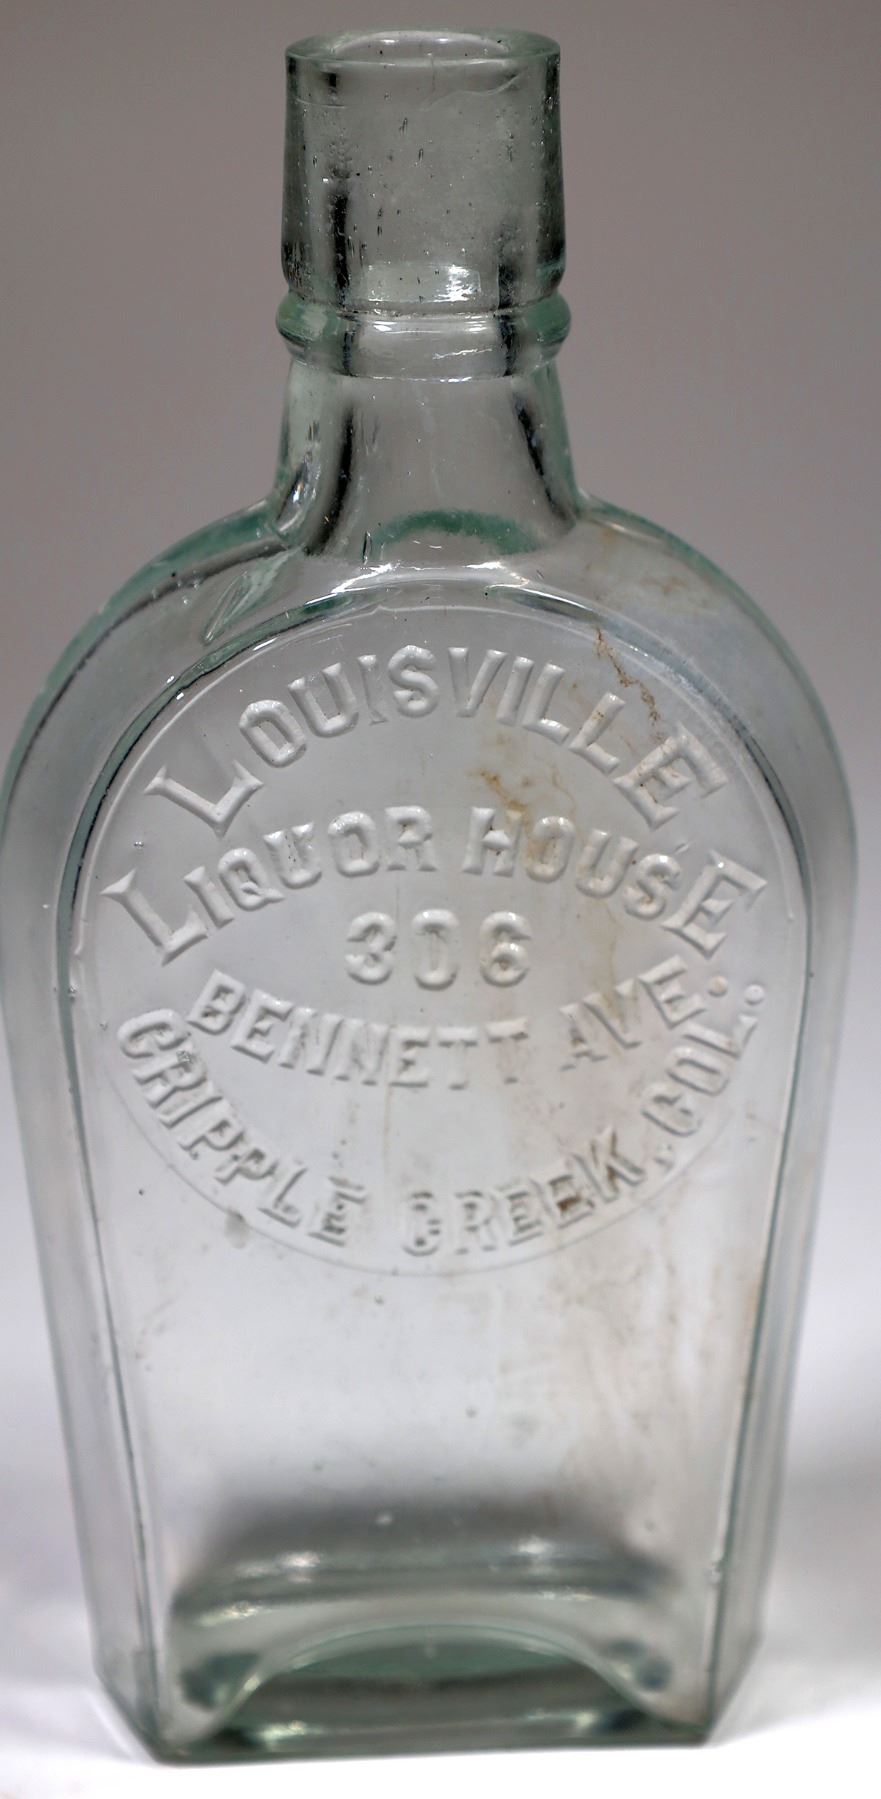 LOUISVILLE
LIQUOR HOUSE
306
BENNETT AVE.
CRIPPLE CREEK, COL.